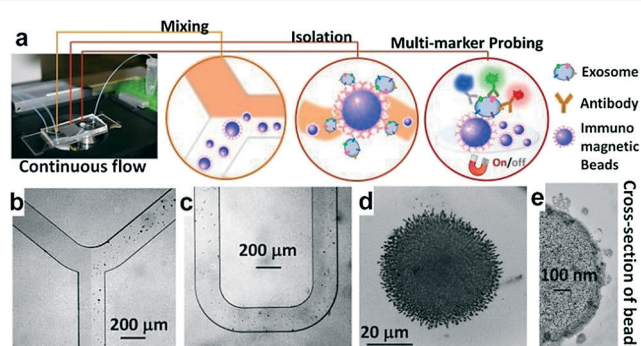 a
Mixing
Isolation
Multi-marker Probing
Continuous flow
On/off
Exosome
Antibody
Immuno
magnetic
Beads
b
200 µm
c
200 µm
d
20 µm
e
100 nm
Cross-section of bead